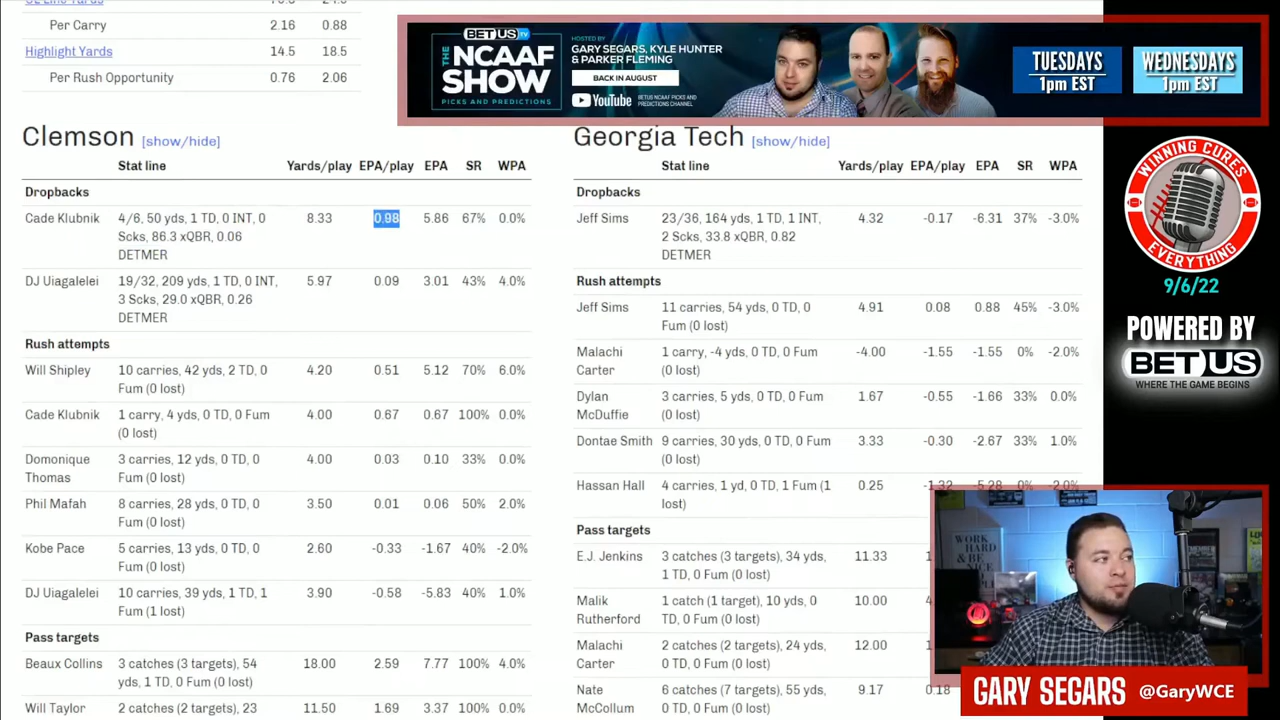 OL Line Yards
Per Carry 2.16 0.88
Highlight Yards 14.5 18.5
Per Rush Opportunity 0.76 2.06
BETUS TV
THE NCAAF SHOW
PICKS AND PREDICTIONS
HOSTED BY
GARY SEGARS, KYLE HUNTER
& PARKER FLEMING
BACK IN AUGUST
YouTube BETUS NCAAF PICKS AND
PREDICTIONS CHANNEL
TUESDAYS
1pm EST
WEDNESDAYS
1pm EST
Clemson [show/hide]
Stat line Yards/play EPA/play EPA SR WPA
Dropbacks
Cade Klubnik 4/6, 50 yds, 1 TD, 0 INT, 0 8.33 0.98 5.86 67% 0.0%
Scks, 86.3 xQBR, 0.06
DETMER
DJ Uiagalelei 19/32, 209 yds, 1 TD, 0 INT, 5.97 0.09 3.01 43% 4.0%
3 Scks, 29.0 xQBR, 0.26
DETMER
Rush attempts
Will Shipley 10 carries, 42 yds, 2 TD, 0 4.20 0.51 5.12 70% 6.0%
Fum (0 lost)
Cade Klubnik 1 carry, 4 yds, 0 TD, 0 Fum 4.00 0.67 0.67 100% 0.0%
(0 lost)
Domonique 3 carries, 12 yds, 0 TD, 0 4.00 0.03 0.10 33% 0.0%
Thomas Fum (0 lost)
Phil Mafah 8 carries, 28 yds, 0 TD, 0 3.50 0.01 0.06 50% 2.0%
Fum (0 lost)
Kobe Pace 5 carries, 13 yds, 0 TD, 0 2.60 -0.33 -1.67 40% -2.0%
Fum (0 lost)
DJ Uiagalelei 10 carries, 39 yds, 1 TD, 1 3.90 -0.58 -5.83 40% 1.0%
Fum (1 lost)
Pass targets
Beaux Collins 3 catches (3 targets), 54 18.00 2.59 7.77 100% 4.0%
yds, 1 TD, 0 Fum (0 lost)
Will Taylor 2 catches (2 targets), 23 11.50 1.69 3.37 100% 0.0%
Georgia Tech [show/hide]
Stat line Yards/play EPA/play EPA SR WPA
Dropbacks
Jeff Sims 23/36, 164 yds, 1 TD, 1 INT, 4.32 -0.17 -6.31 37% -3.0%
2 Scks, 33.8 xQBR, 0.82
DETMER
Rush attempts
Jeff Sims 11 carries, 54 yds, 0 TD, 0 4.91 0.08 0.88 45% -3.0%
Fum (0 lost)
Malachi 1 carry, -4 yds, 0 TD, 0 Fum -4.00 -1.55 -1.55 0% -2.0%
Carter (0 lost)
Dylan 3 carries, 5 yds, 0 TD, 0 Fum 1.67 -0.55 -1.66 33% 0.0%
McDuffie (0 lost)
Dontae Smith 9 carries, 30 yds, 0 TD, 0 3.33 -0.30 -2.67 33% 1.0%
Fum (0 lost)
Hassan Hall 4 carries, 1 yd, 0 TD, 1 Fum (1 0.25 -1.32 -5.28 0% -2.0%
lost)
Pass targets
E.J. Jenkins 3 catches (3 targets), 34 yds, 11.33
1 TD, 0 Fum (0 lost)
Malik 1 catch (1 target), 10 yds, 0 10.00
Rutherford TD, 0 Fum (0 lost)
Malachi 2 catches (2 targets), 24 yds, 12.00
Carter 0 TD, 0 Fum (0 lost)
Nate 6 catches (7 targets), 55 yds, 9.17 0.18
McCollum 0 TD, 0 Fum (0 lost)
WINNING CURES
EVERYTHING
9/6/22
POWERED BY
BETUS
WHERE THE GAME BEGINS
WORK
HARD
& BE
NICE
GARY SEGARS @GaryWCE